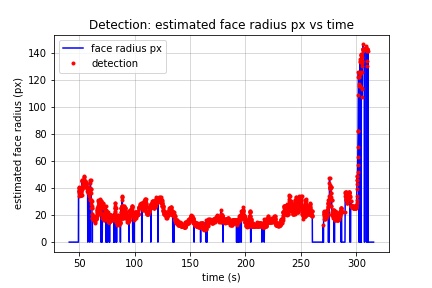 Detection: estimated face radius px vs time
face radius px
detection
estimated face radius (px)
140
120
100
80
60
40
20
0
50 100 150 200 250 300
time (s)